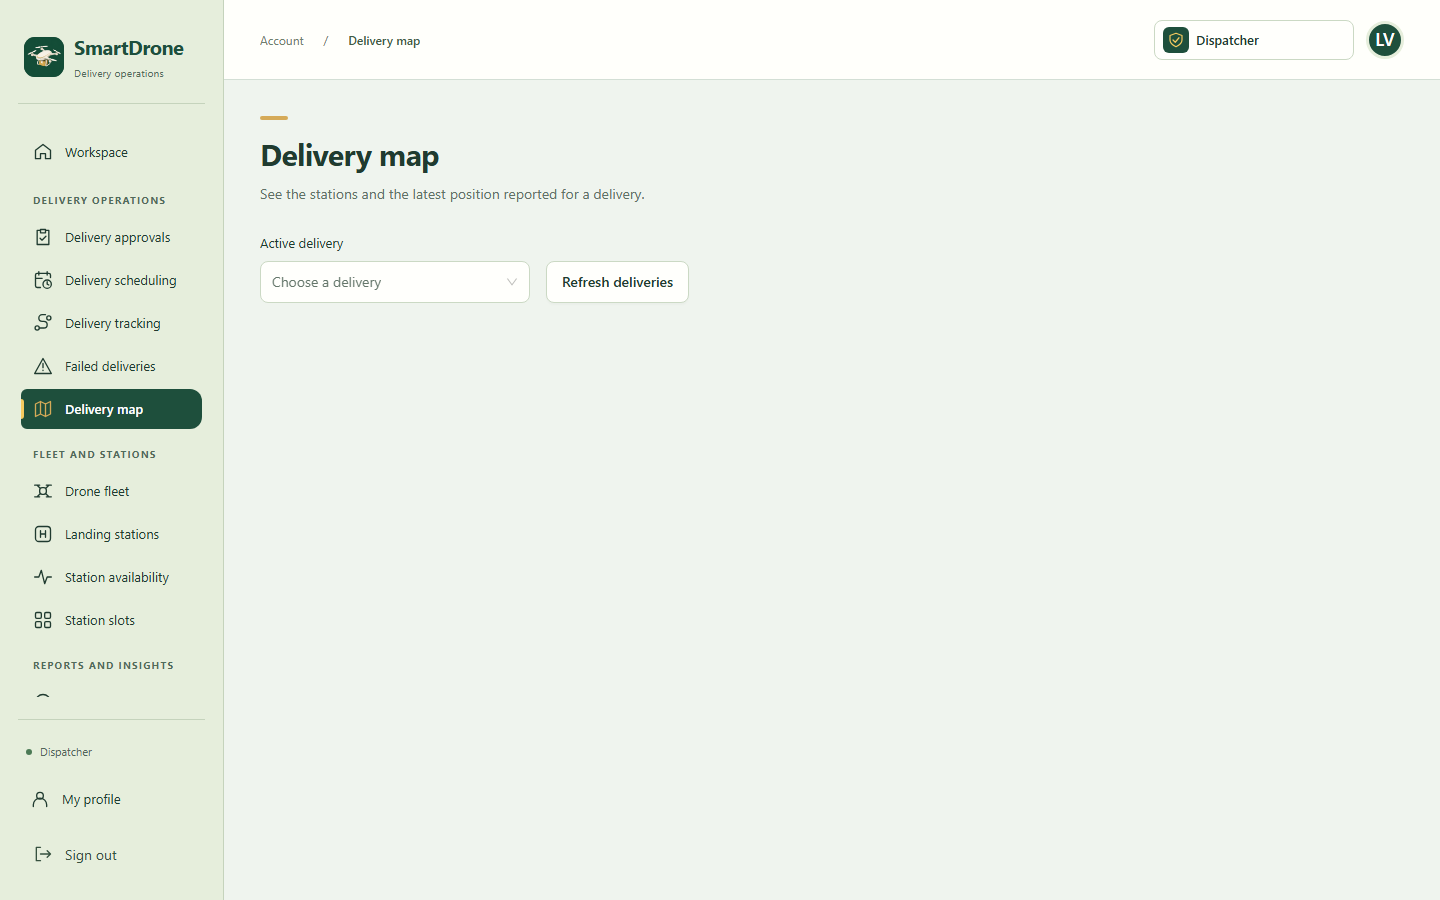 SmartDrone
Delivery operations
Workspace
DELIVERY OPERATIONS
Delivery approvals
Delivery scheduling
Delivery tracking
Failed deliveries
Delivery map
FLEET AND STATIONS
Drone fleet
Landing stations
Station availability
Station slots
REPORTS AND INSIGHTS
Dispatcher
My profile
Sign out
Account / Delivery map
Dispatcher
LV
Delivery map
See the stations and the latest position reported for a delivery.
Active delivery
Choose a delivery
Refresh deliveries